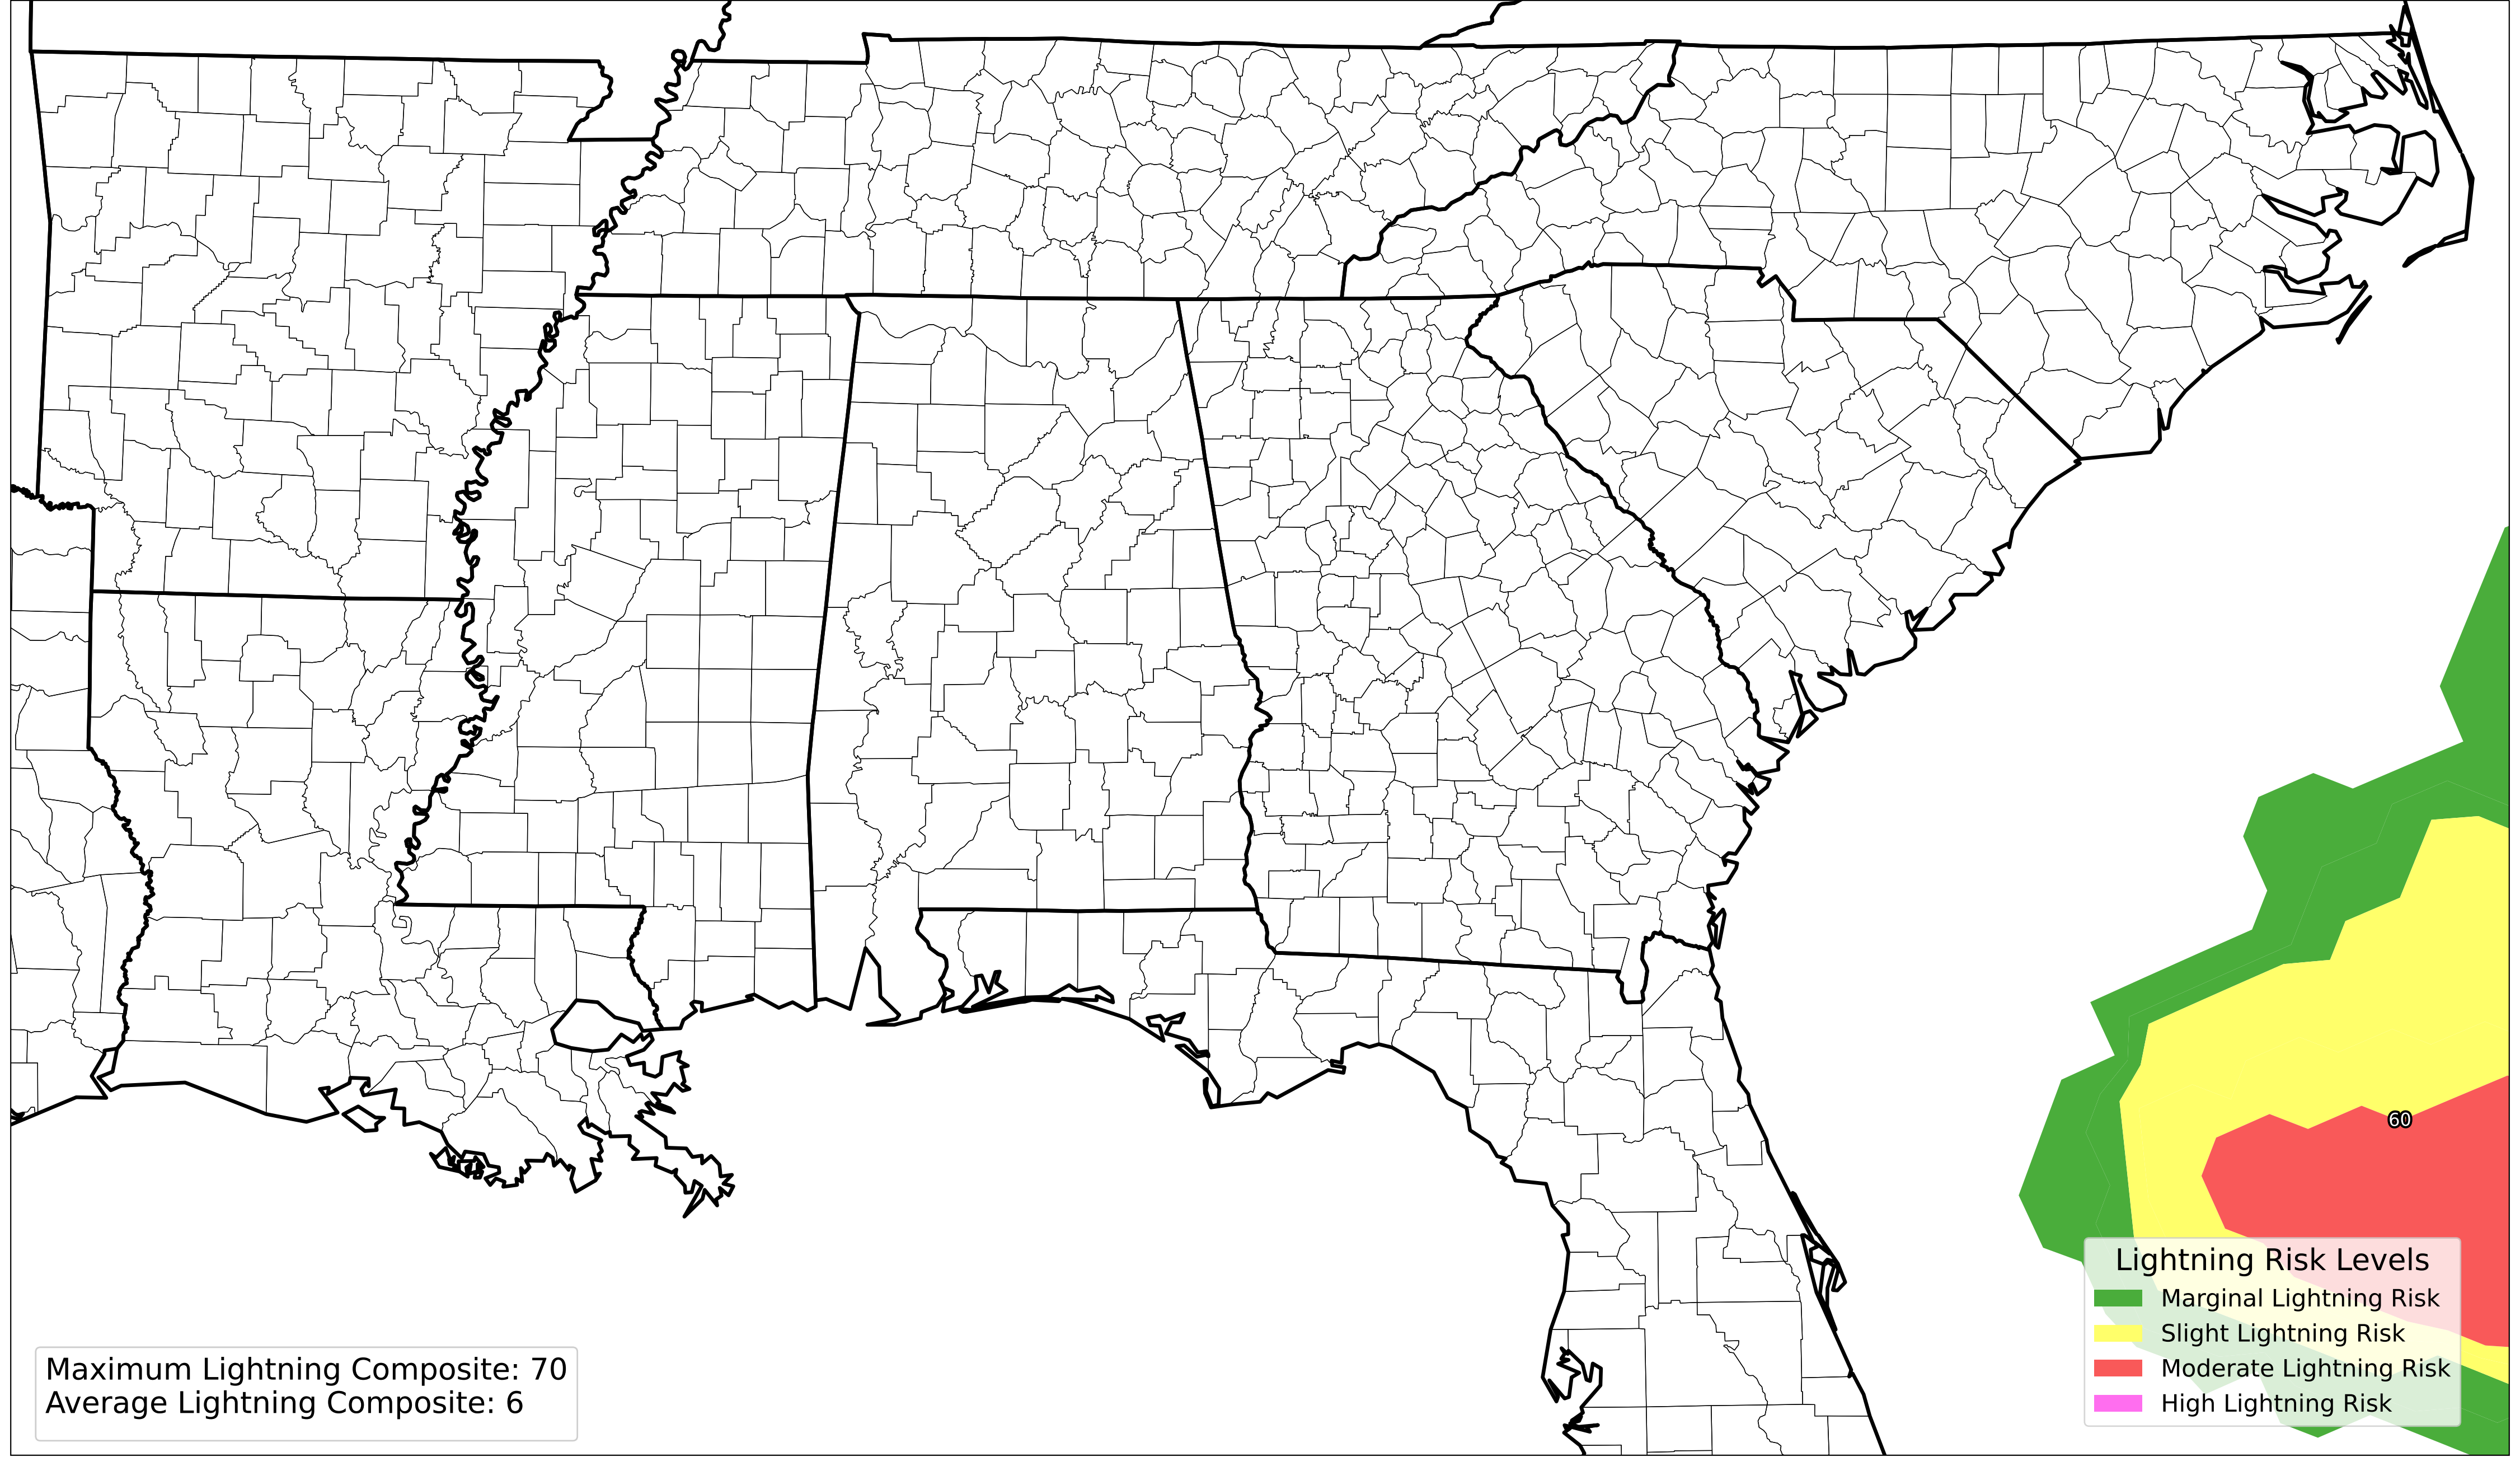 60
Lightning Risk Levels
Marginal Lightning Risk
Slight Lightning Risk
Moderate Lightning Risk
High Lightning Risk
Maximum Lightning Composite: 70
Average Lightning Composite: 6